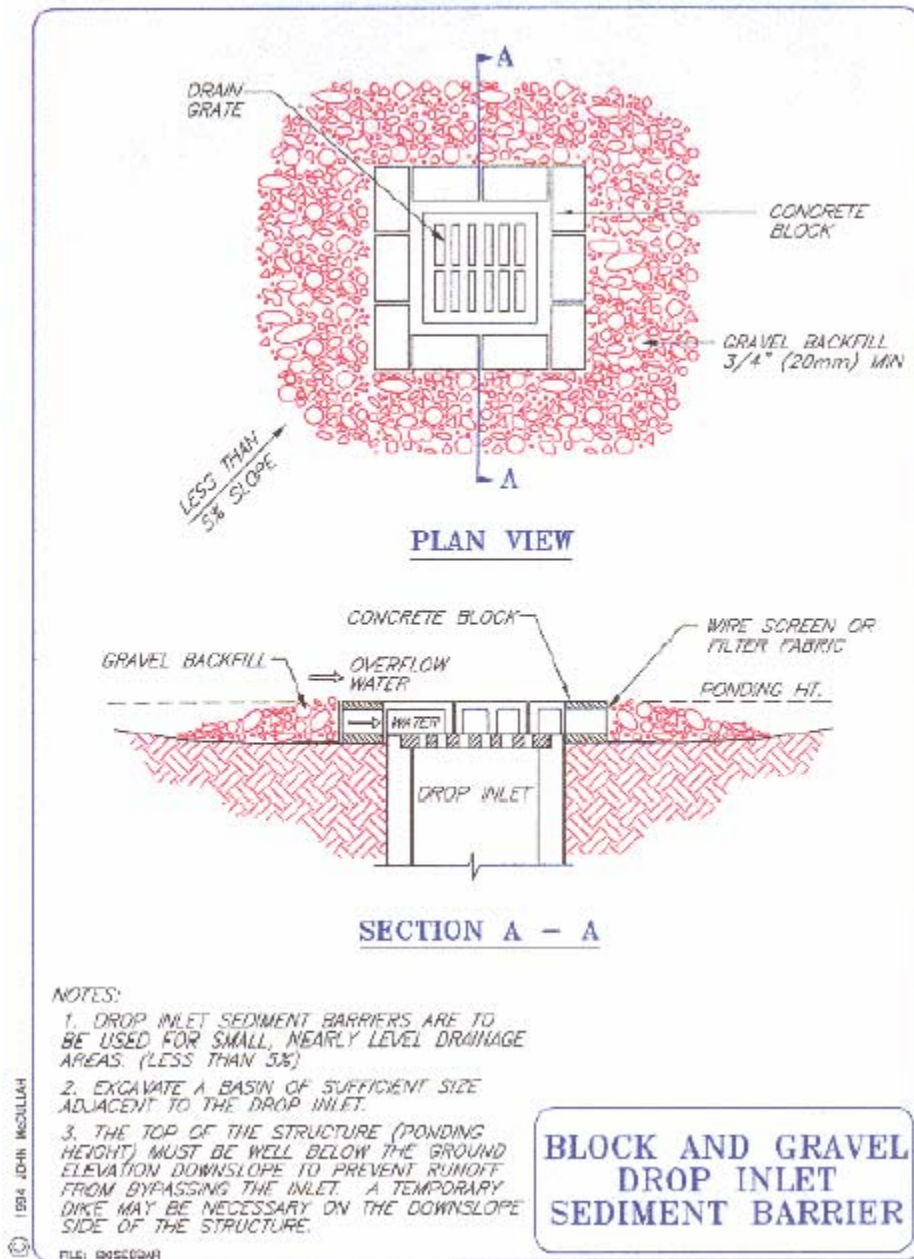 A
DRAIN
GRATE
CONCRETE
BLOCK
GRAVEL BACKFILL
3/4" (20mm) MIN
LESS THAN
5% SLOPE
A
PLAN VIEW
CONCRETE BLOCK
WIRE SCREEN OR
FILTER FABRIC
GRAVEL BACKFILL
OVERFLOW
WATER
PONDING HT.
WATER
DROP INLET
SECTION A - A
NOTES:
1. DROP INLET SEDIMENT BARRIERS ARE TO
BE USED FOR SMALL, NEARLY LEVEL DRAINAGE
AREAS. (LESS THAN 5%)
2. EXCAVATE A BASIN OF SUFFICIENT SIZE
ADJACENT TO THE DROP INLET.
3. THE TOP OF THE STRUCTURE (PONDING
HEIGHT) MUST BE WELL BELOW THE GROUND
ELEVATION DOWNSLOPE TO PREVENT RUNOFF
FROM BYPASSING THE INLET. A TEMPORARY
DIKE MAY BE NECESSARY ON THE DOWNSLOPE
SIDE OF THE STRUCTURE.
BLOCK AND GRAVEL
DROP INLET
SEDIMENT BARRIER
© 1994 JOHN McCULLAH
FILE: